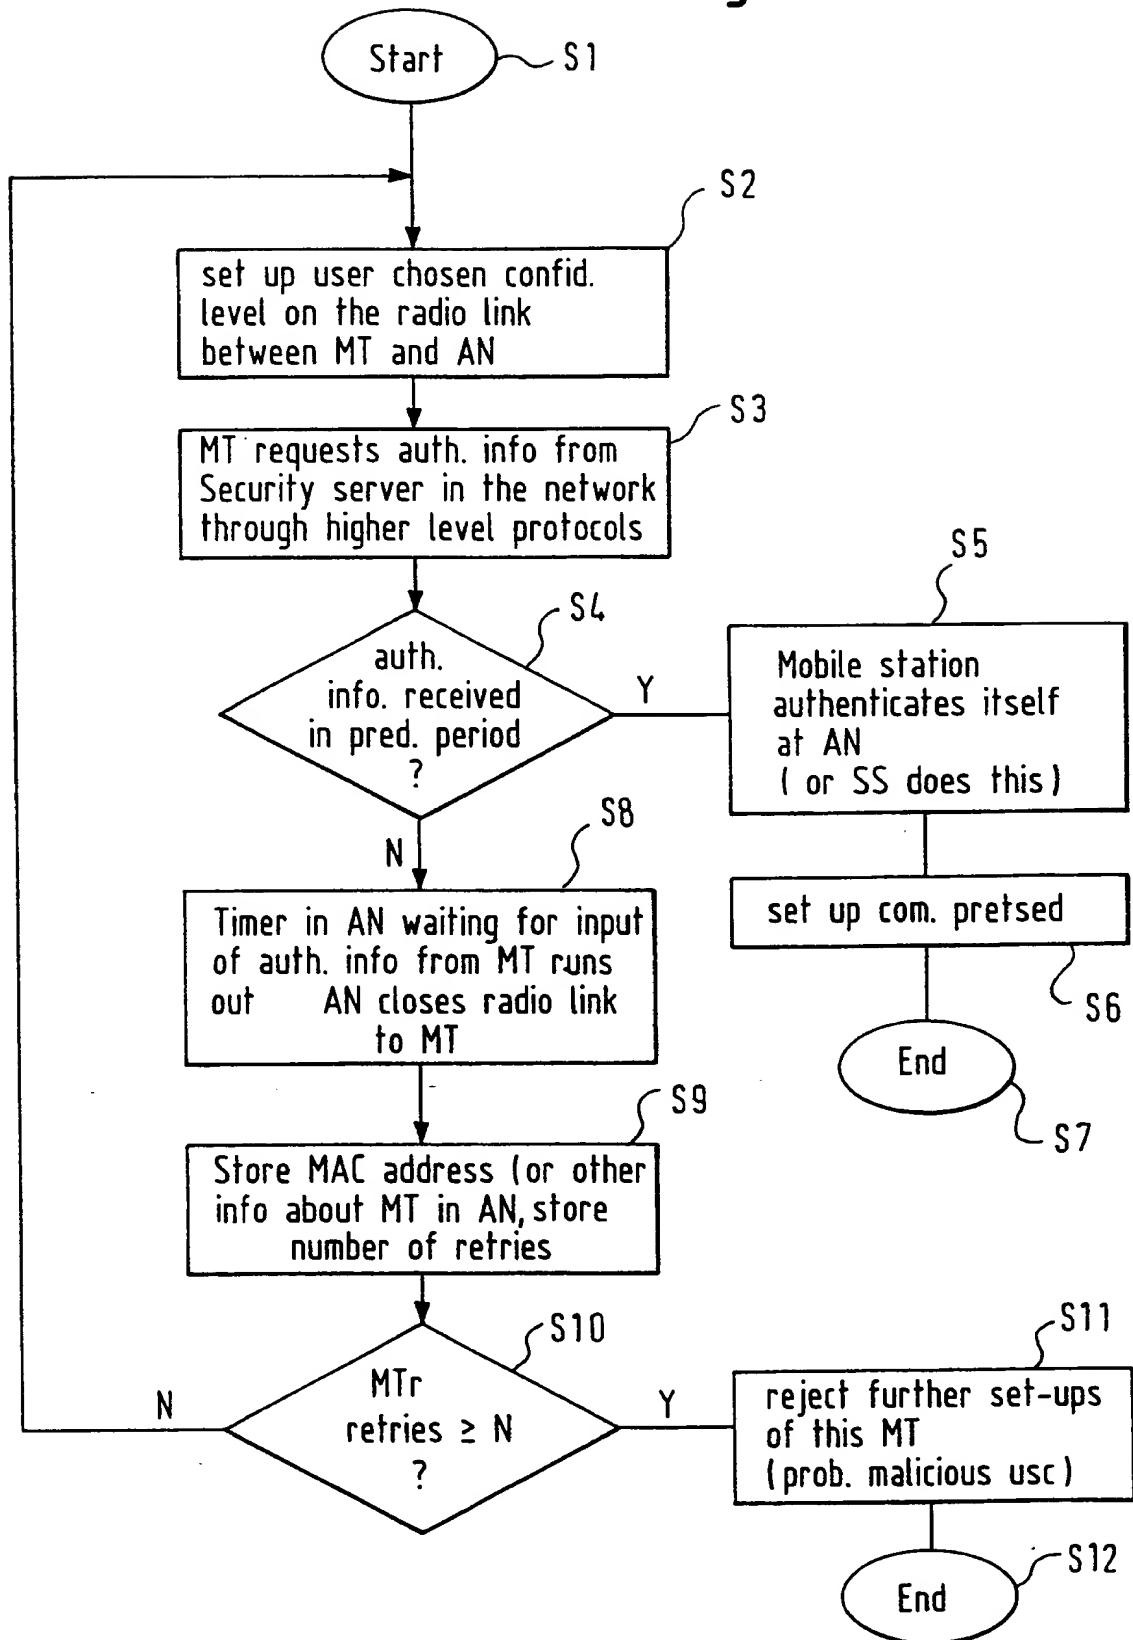 Start
S1
S2
set up user chosen confid.
level on the radio link
between MT and AN
S3
MT requests auth. info from
Security server in the network
through higher level protocols
S4
auth.
info. received
in pred. period
?
Y
N
S5
Mobile station
authenticates itself
at AN
( or SS does this )
set up com. pretsed
S6
End
S7
S8
Timer in AN waiting for input
of auth. info from MT runs
out AN closes radio link
to MT
S9
Store MAC address (or other
info about MT in AN, store
number of retries
S10
MTr
retries ≥ N
?
N
Y
S11
reject further set-ups
of this MT
(prob. malicious usc)
End
S12